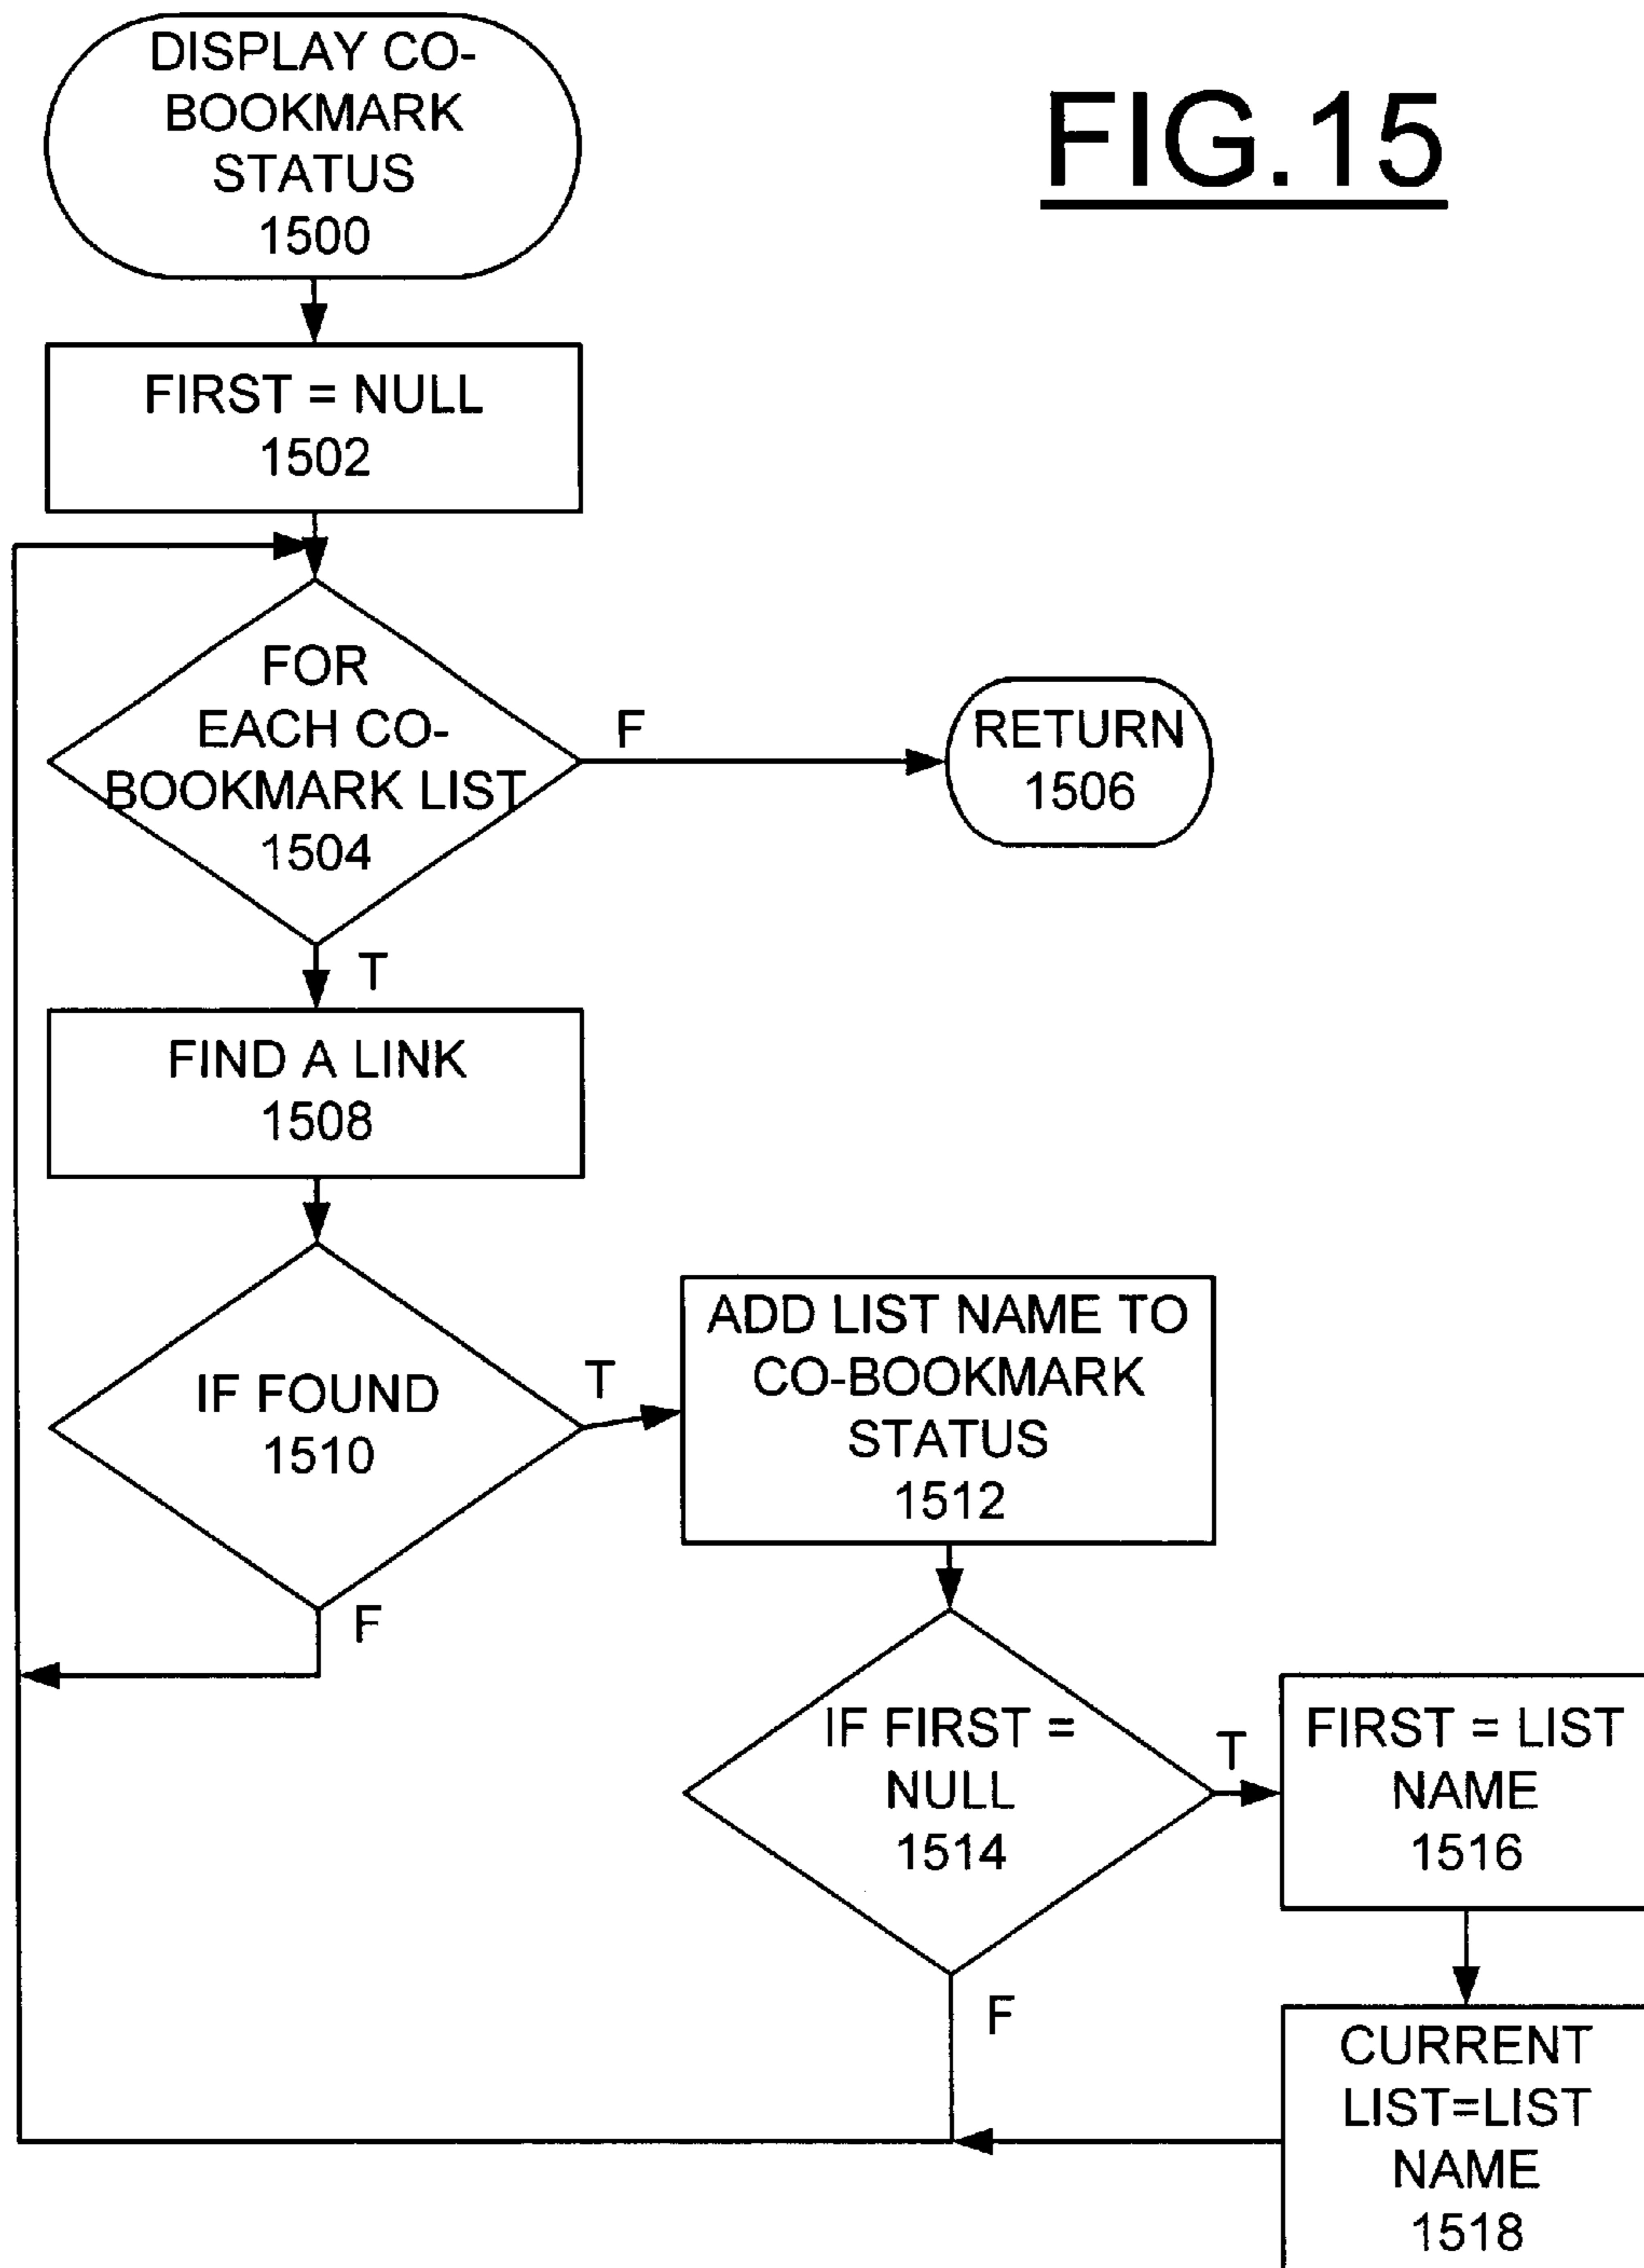 DISPLAY CO-
BOOKMARK
STATUS
1500
FIG.15
FIRST = NULL
1502
FOR
EACH CO-
BOOKMARK LIST
1504
F
RETURN
1506
T
FIND A LINK
1508
IF FOUND
1510
T
F
ADD LIST NAME TO
CO-BOOKMARK
STATUS
1512
IF FIRST =
NULL
1514
T
F
FIRST = LIST
NAME
1516
CURRENT
LIST=LIST
NAME
1518